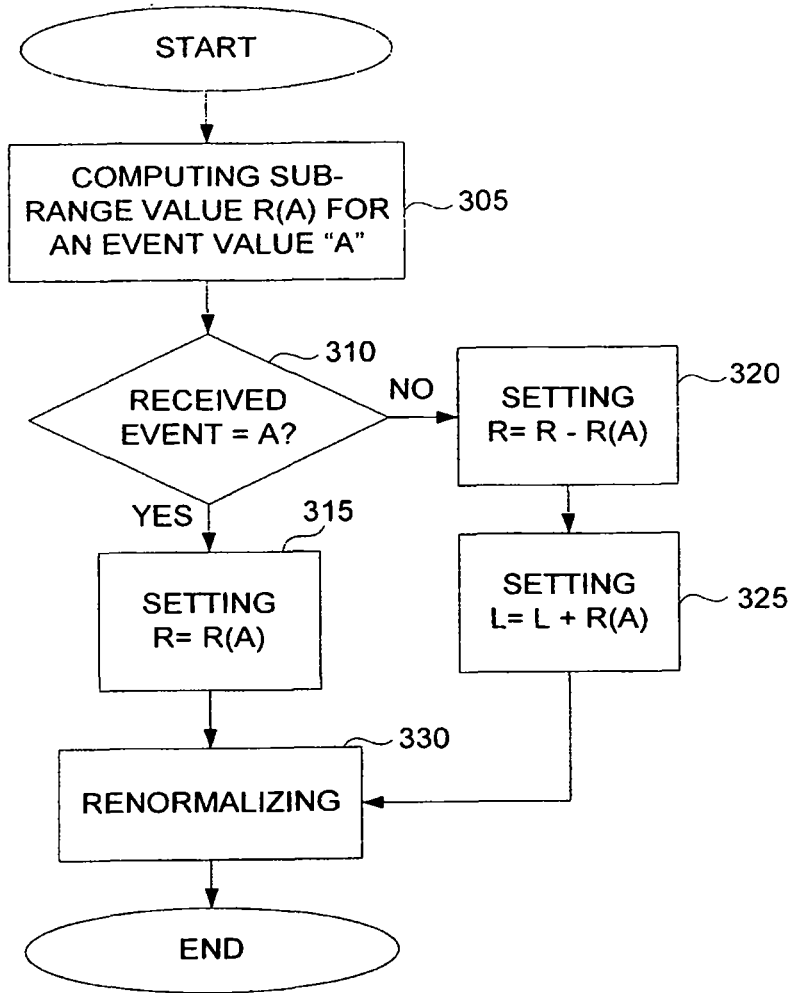 START
COMPUTING SUB-
RANGE VALUE R(A) FOR
AN EVENT VALUE “A”
305
310
RECEIVED
EVENT = A?
NO
SETTING
R= R - R(A)
320
YES
315
SETTING
R= R(A)
SETTING
L= L + R(A)
325
330
RENORMALIZING
END